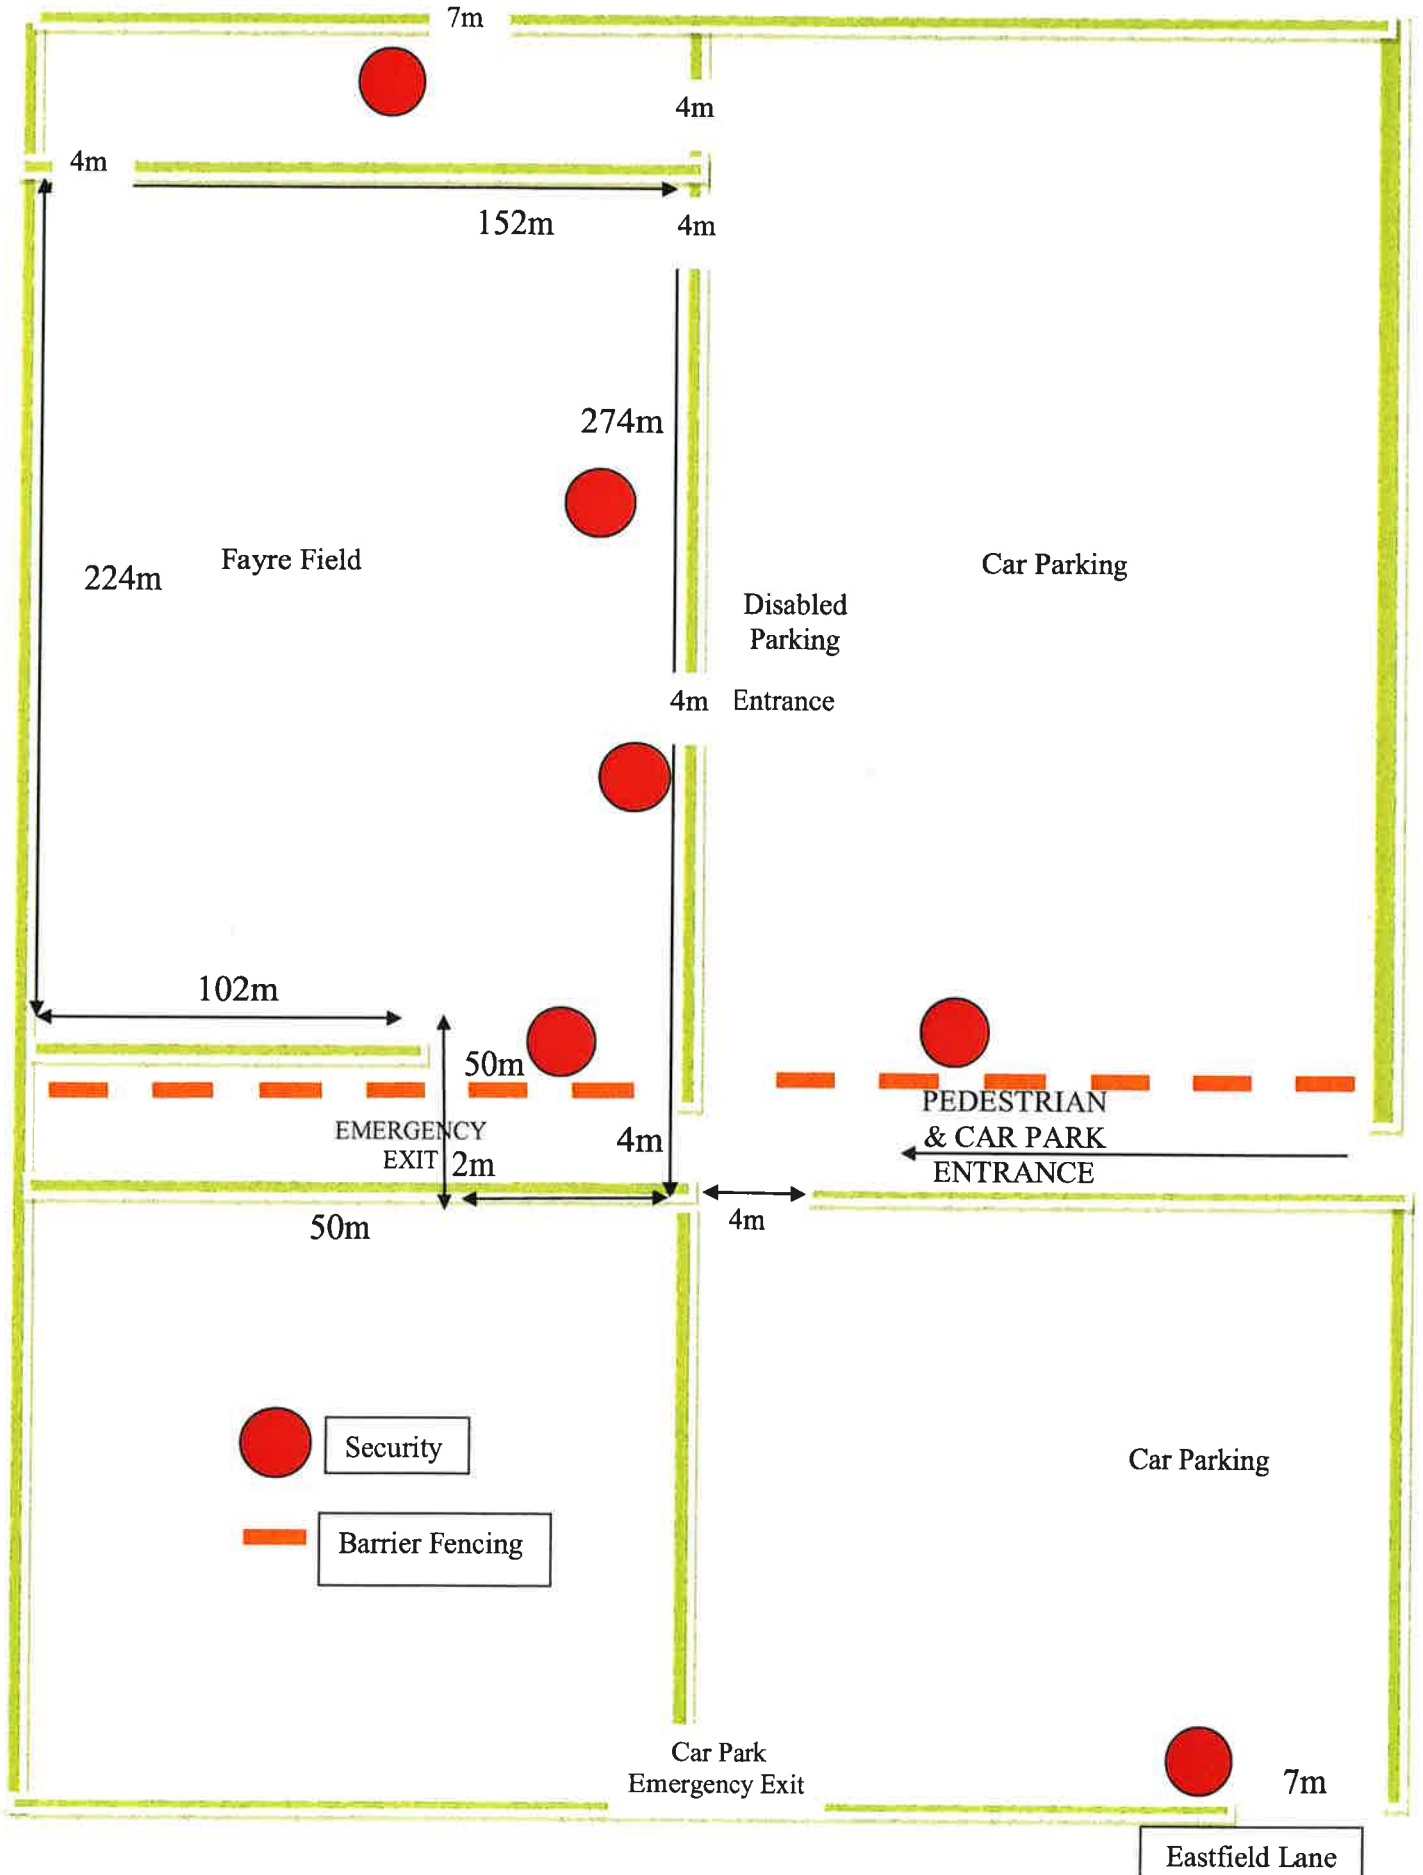 7m
4m
4m
152m
4m
274m
Fayre Field
224m
Car Parking
Disabled
Parking
4m
Entrance
102m
50m
EMERGENCY
EXIT
2m
4m
PEDESTRIAN
& CAR PARK
ENTRANCE
50m
4m
Security
Barrier Fencing
Car Parking
Car Park
Emergency Exit
7m
Eastfield Lane